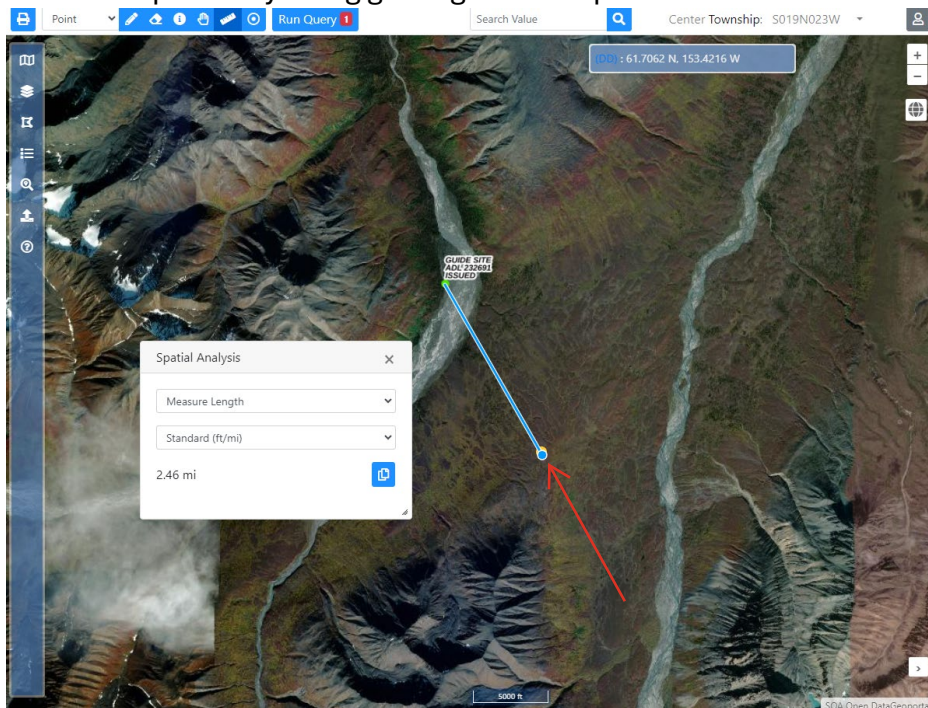 Point
Run Query 1
Search Value
Center Township: S019N023W
(DD) : 61.7062 N, 153.4216 W
GUIDE SITE
ADL 232691
ISSUED
Spatial Analysis
Measure Length
Standard (ft/mi)
2.46 mi
5000 ft
SOA Open DataGeoporta